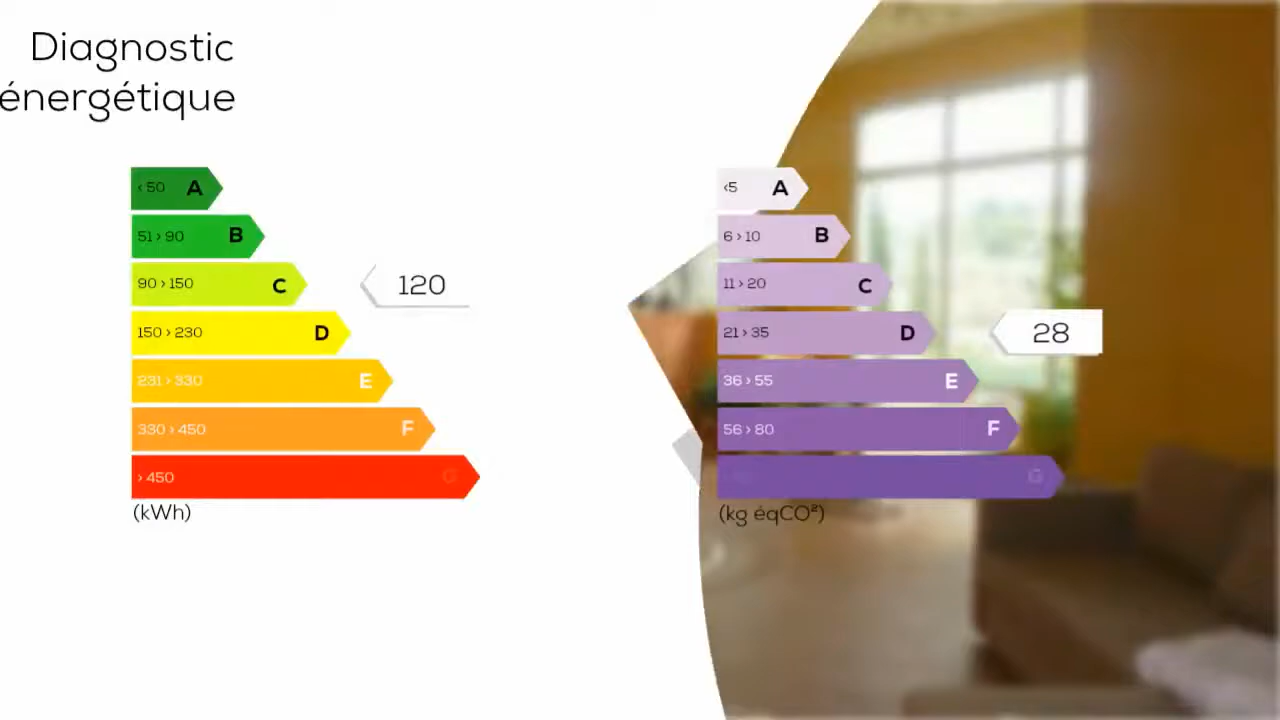 Diagnostic
énergétique
< 50 A
51 > 90 B
90 > 150 C
120
150 > 230 D
231 > 330 E
330 > 450 F
> 450 G
(kWh)
<5 A
6 > 10 B
11 > 20 C
21 > 35 D
28
36 > 55 E
56 > 80 F
G
(kg éqCO²)